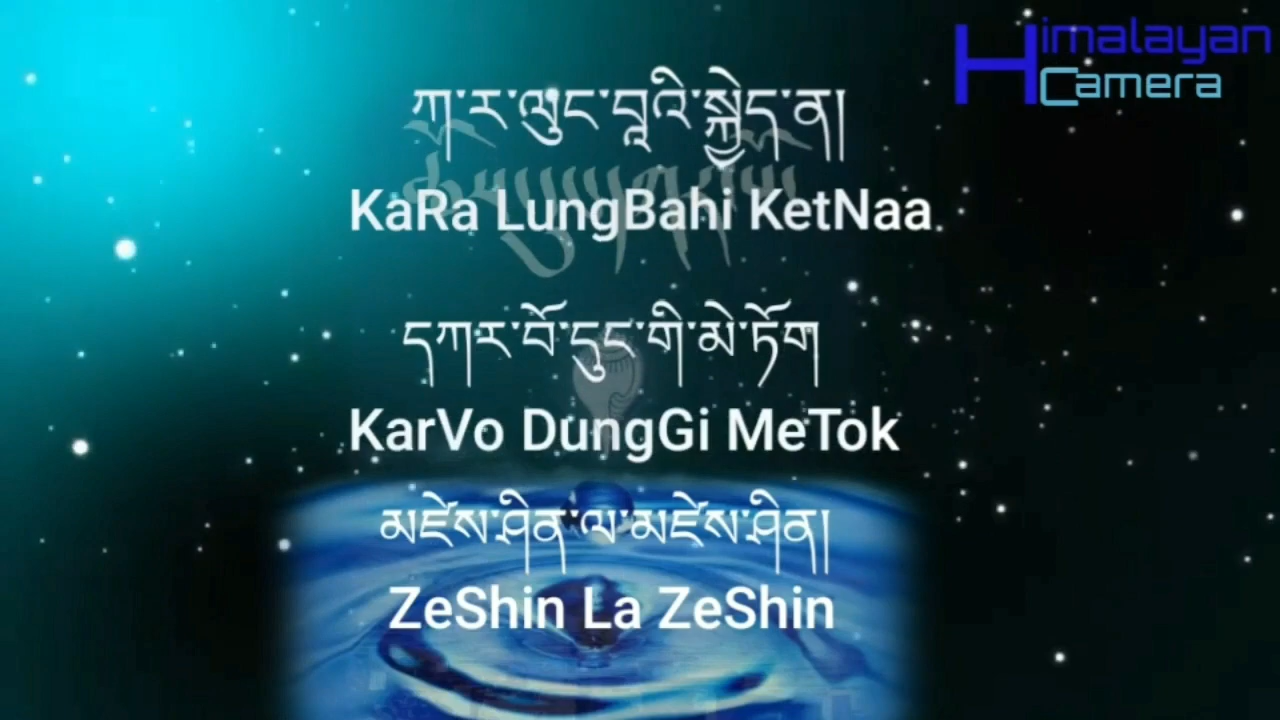 Himalayan
Camera
ཀ་ར་ལུང་བཱའི་སྐྱེད་ན།
KaRa LungBahi KetNaa
དཀར་བོ་དུང་གི་མེ་ཏོག
KarVo DungGi MeTok
མཛེས་ཤིན་ལ་མཛེས་ཤིན།
ZeShin La ZeShin